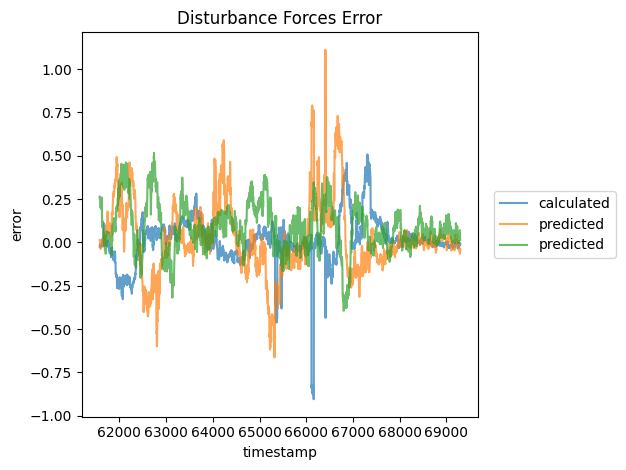 Disturbance Forces Error
error
1.00
0.75
0.50
0.25
0.00
−0.25
−0.50
−0.75
−1.00
62000 63000 64000 65000 66000 67000 68000 69000
timestamp
calculated
predicted
predicted